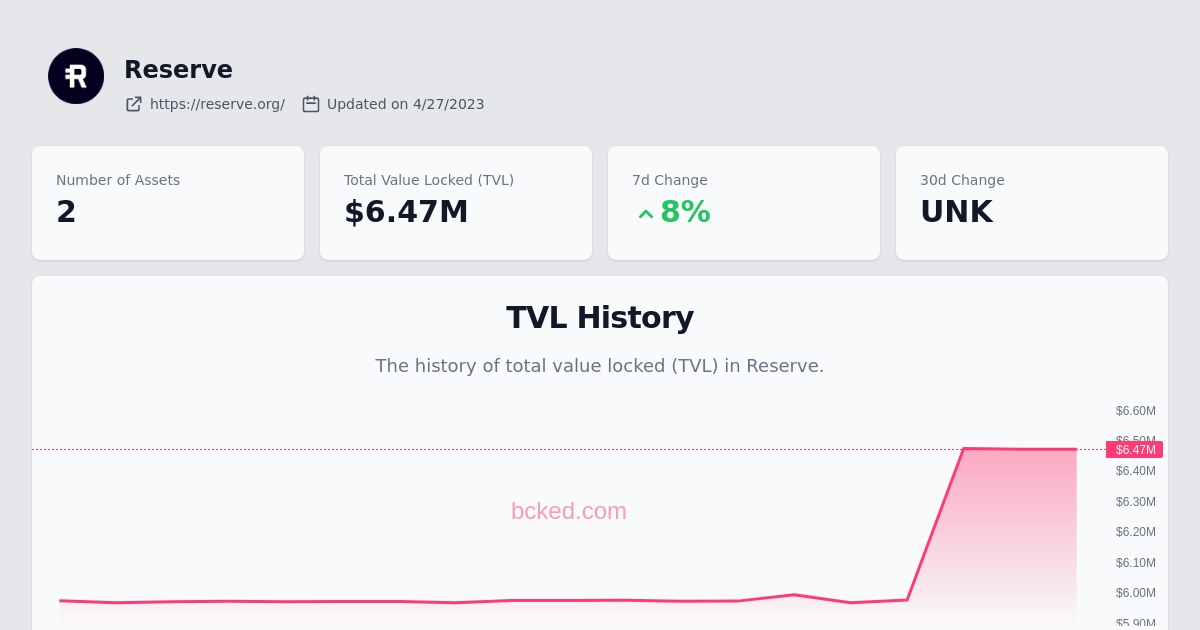 Reserve
https://reserve.org/ Updated on 4/27/2023
Number of Assets
2
Total Value Locked (TVL)
$6.47M
7d Change
8%
30d Change
UNK
TVL History
The history of total value locked (TVL) in Reserve.
$6.60M
$6.50M
$6.47M
$6.40M
bcked.com
$6.30M
$6.20M
$6.10M
$6.00M
$5.90M